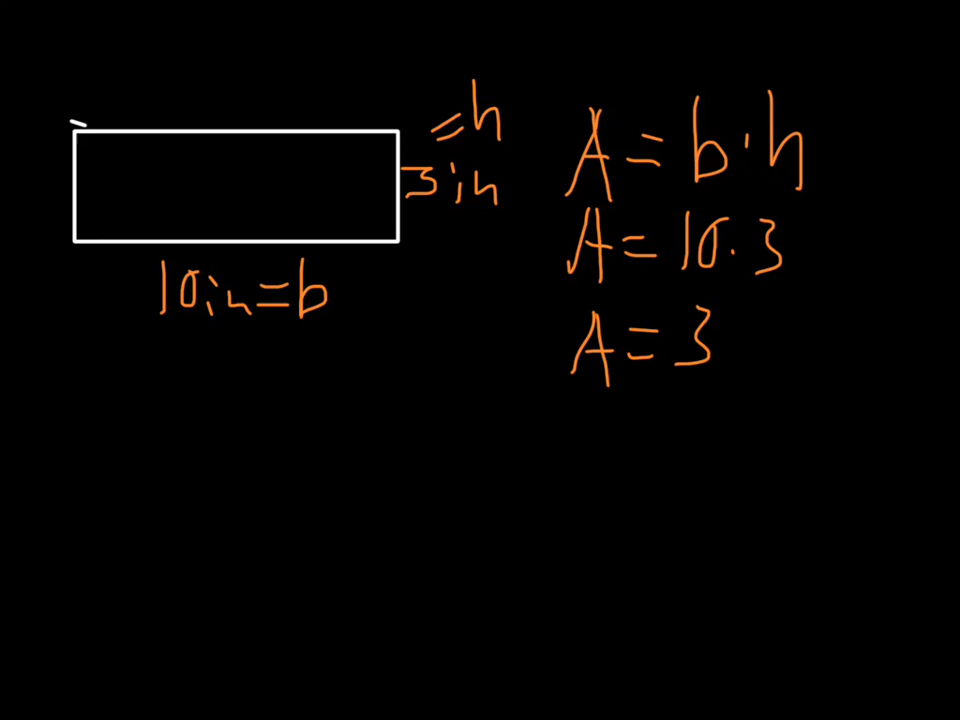 =h
3in
10in=b
A=b·h
A=10·3
A=3